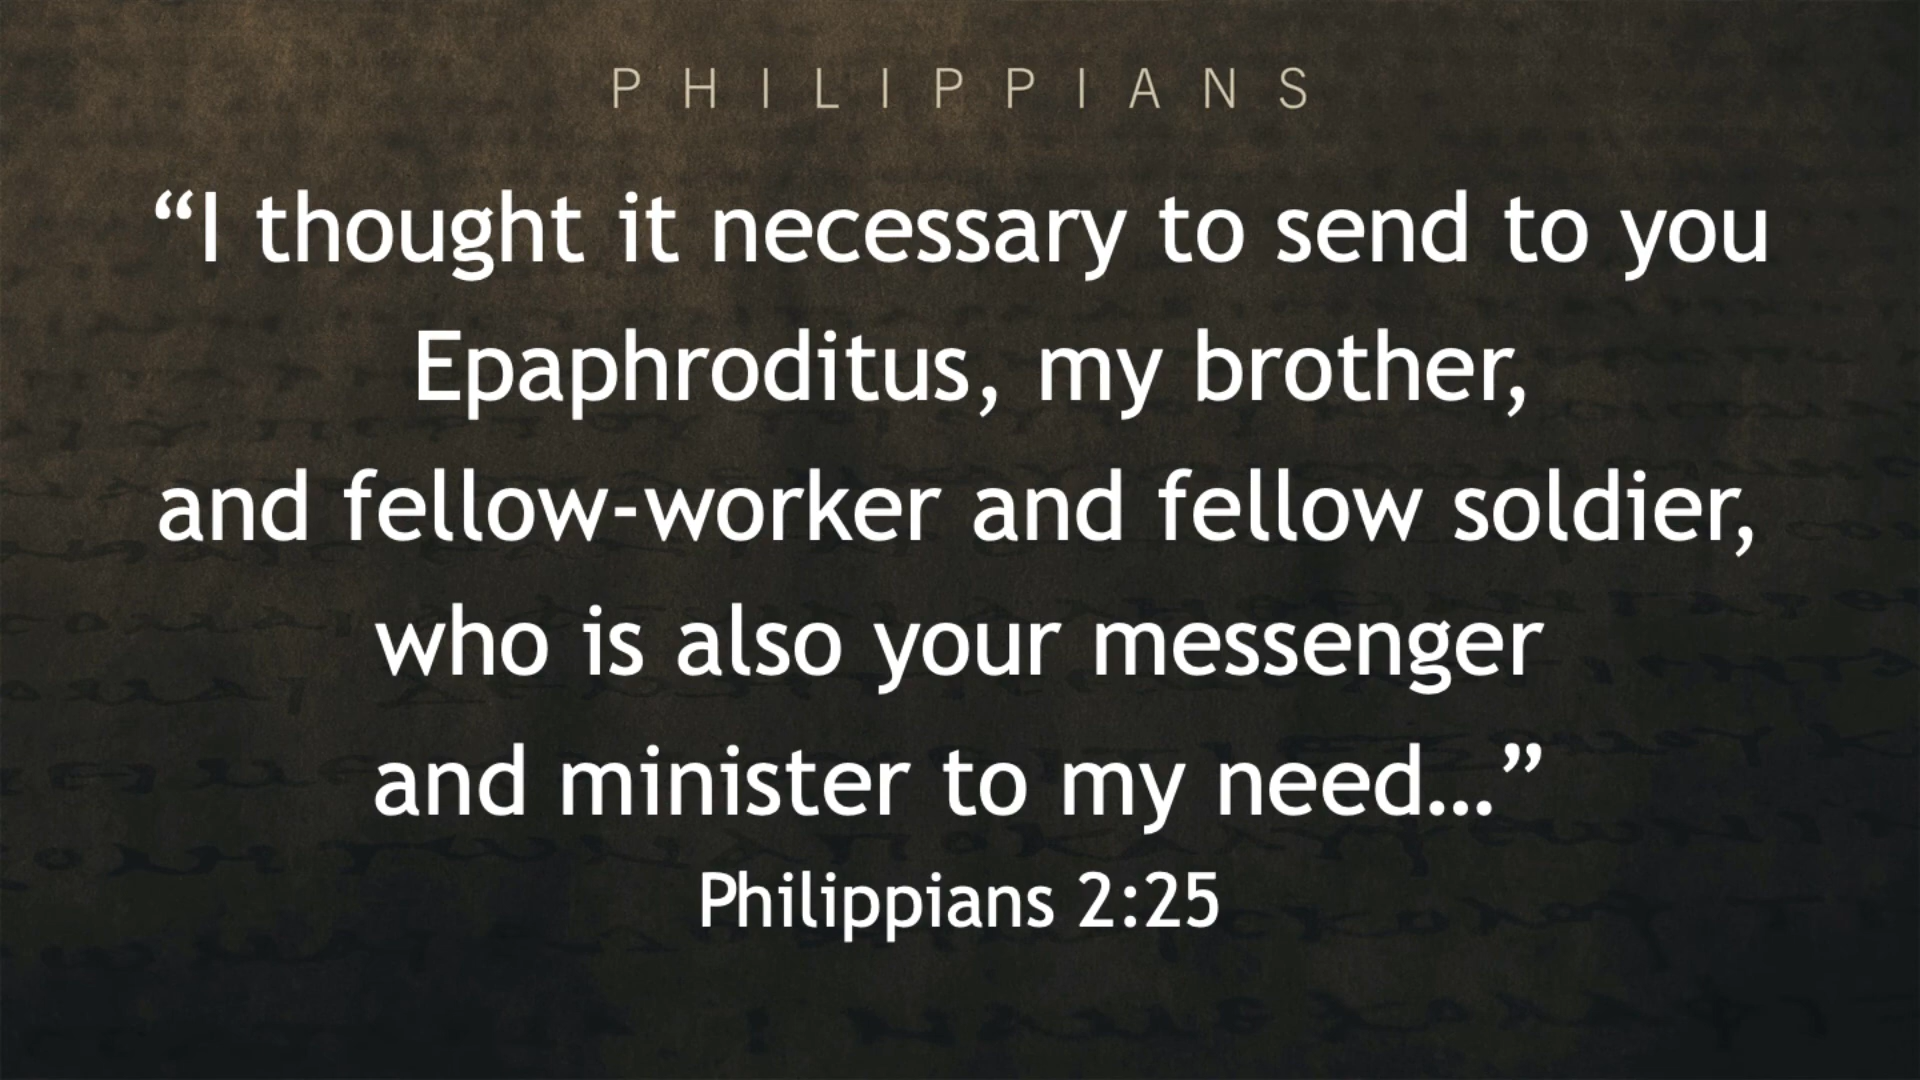 PHILIPPIANS
“I thought it necessary to send to you
Epaphroditus, my brother,
and fellow-worker and fellow soldier,
who is also your messenger
and minister to my need…”
Philippians 2:25